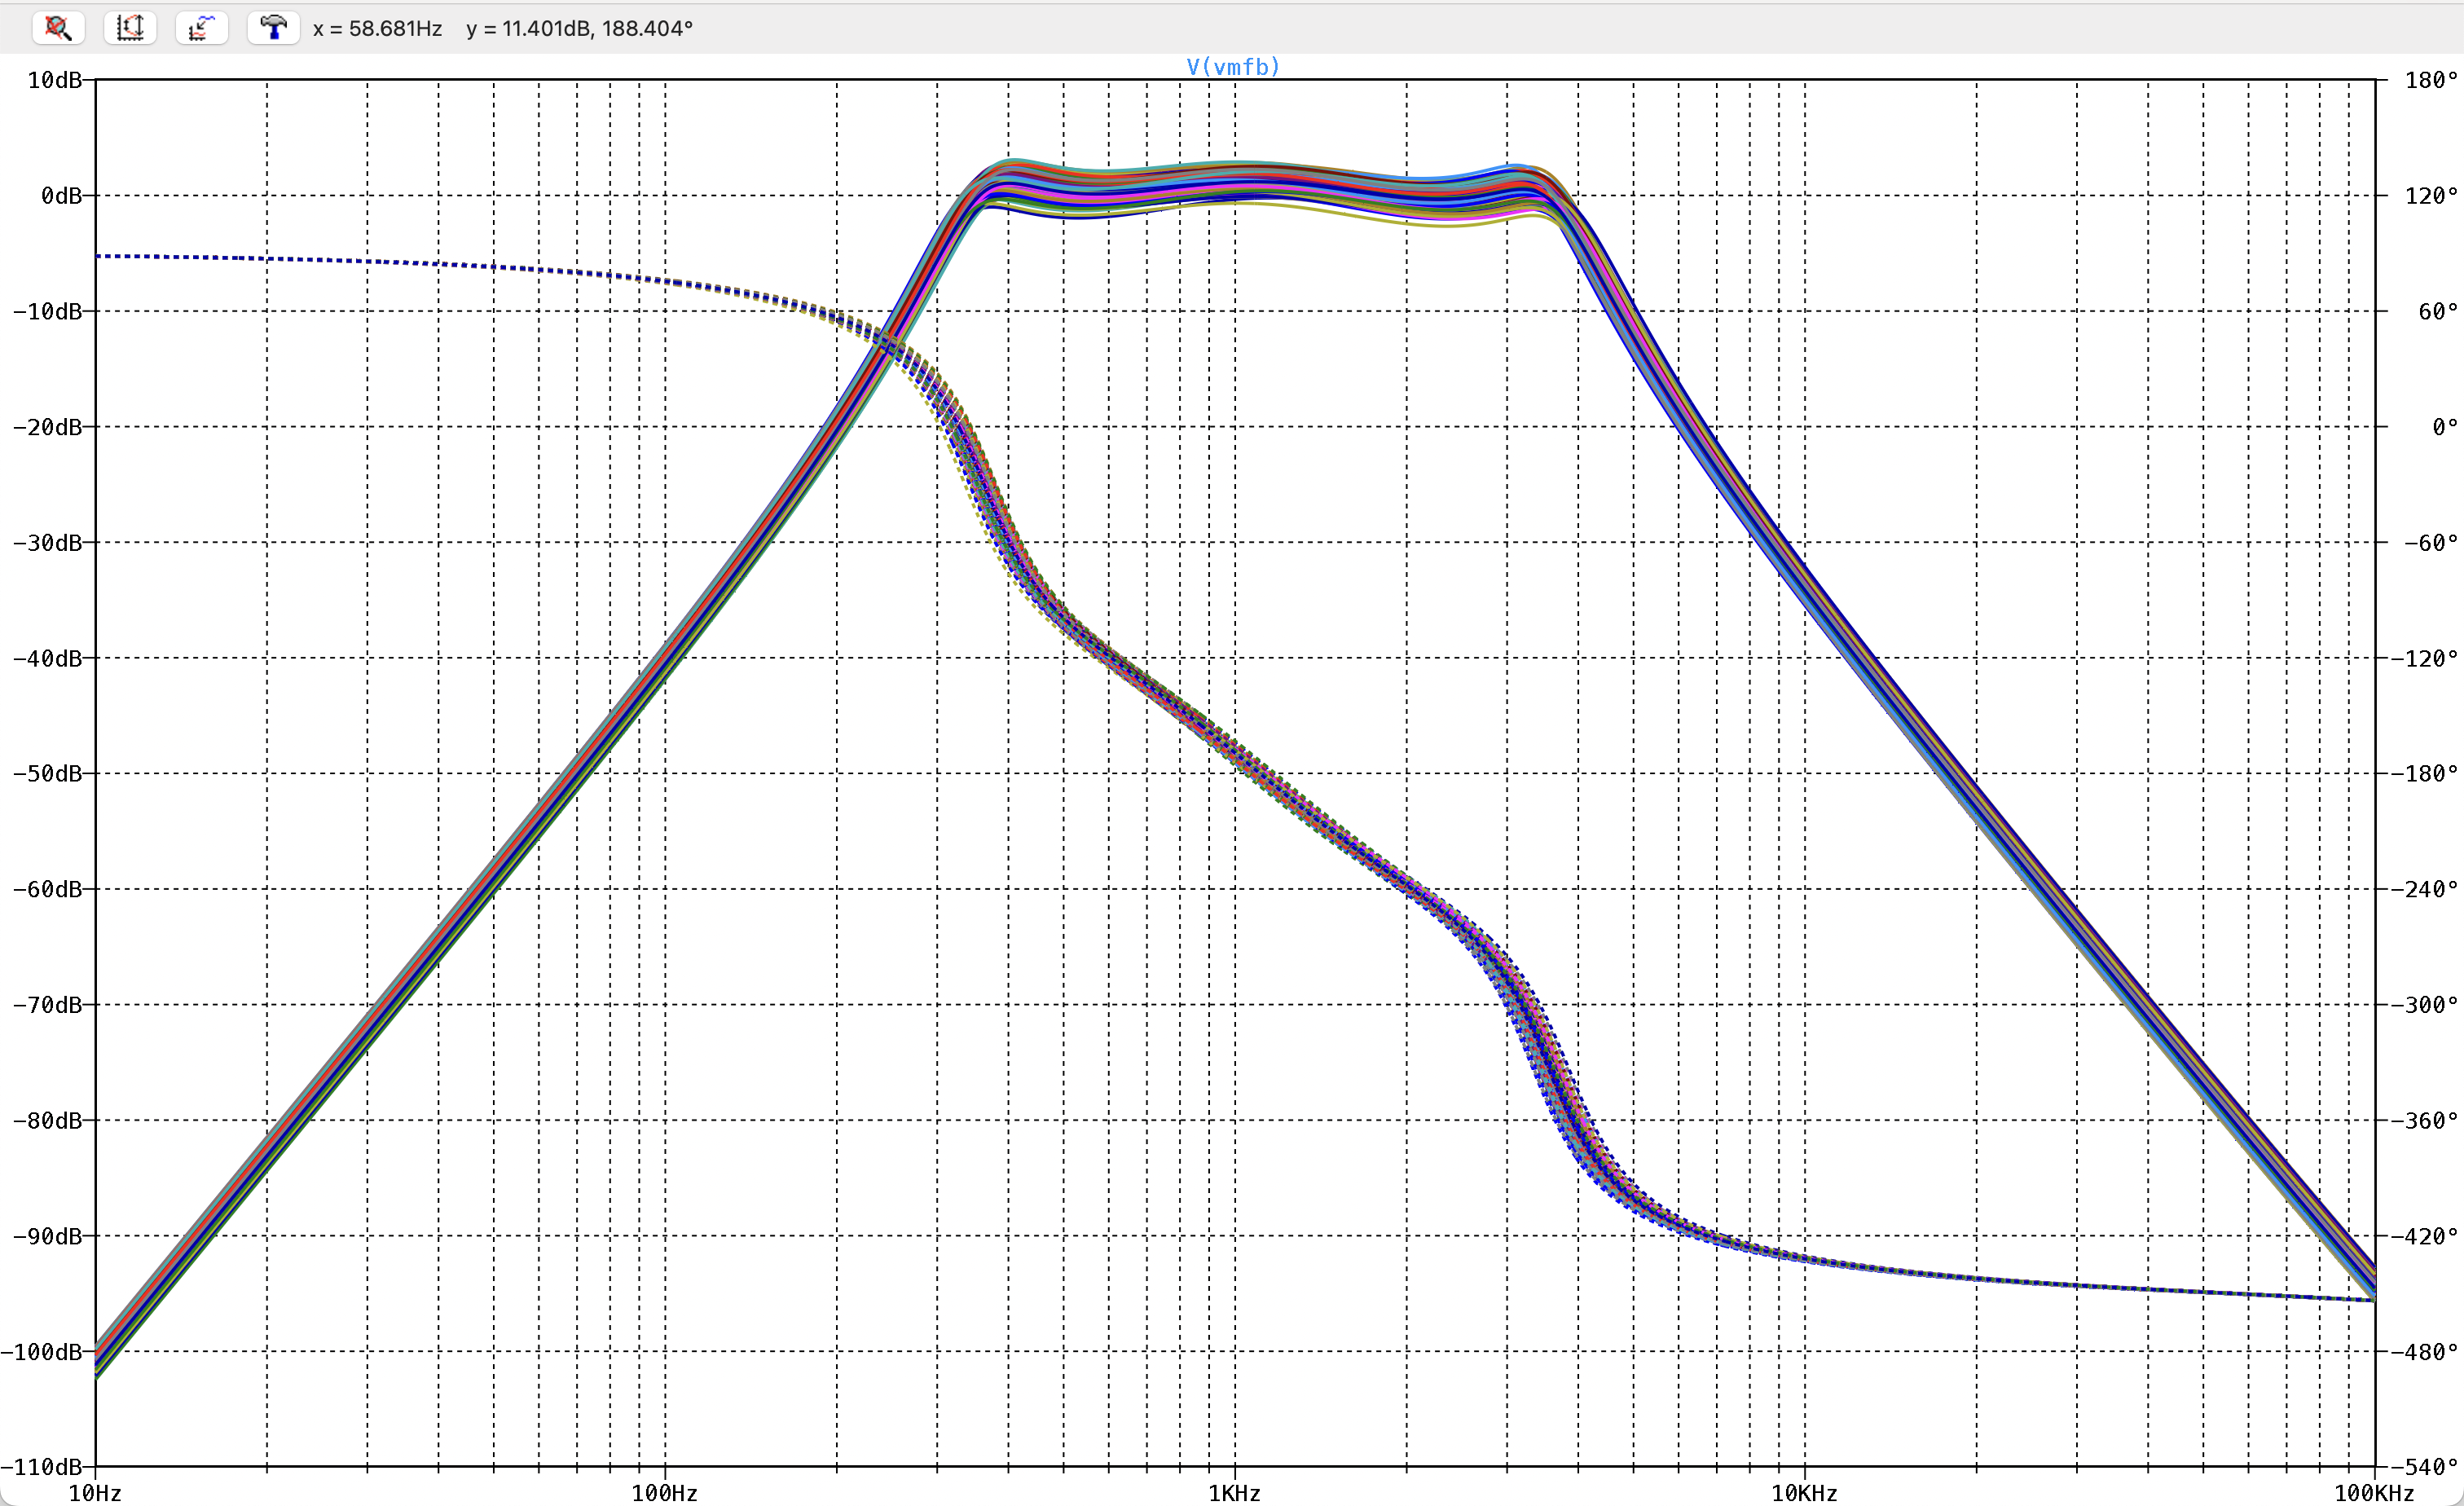 x = 58.681Hz y = 11.401dB, 188.404°
V(vmfb)
10dB 180°
0dB 120°
-10dB 60°
-20dB 0°
-30dB -60°
-40dB -120°
-50dB -180°
-60dB -240°
-70dB -300°
-80dB -360°
-90dB -420°
-100dB -480°
-110dB -540°
10Hz 100Hz 1KHz 10KHz 100KHz